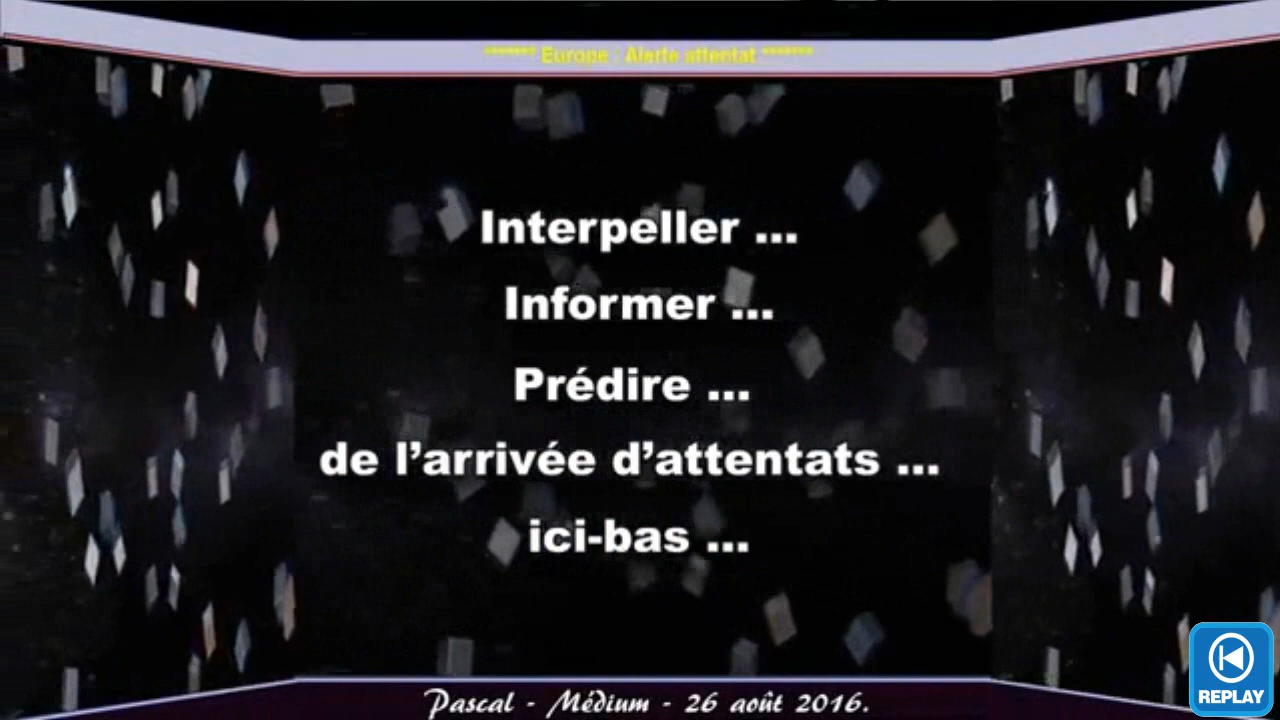 ******* Europe : Alerte attentat *******
Interpeller ...
Informer ...
Prédire ...
de l’arrivée d’attentats ...
ici-bas ...
REPLAY
Pascal - Médium - 26 août 2016.